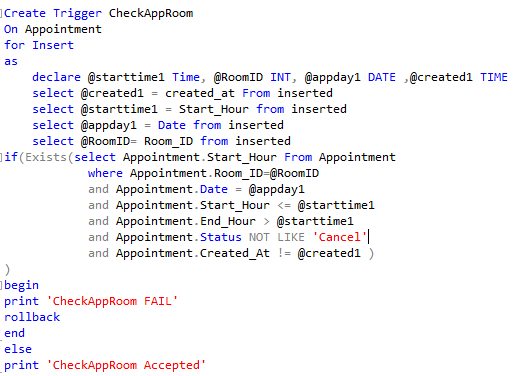 Create Trigger CheckAppRoom
On Appointment
for Insert
as
declare @starttime1 Time, @RoomID INT, @appday1 DATE ,@created1 TIME
select @created1 = created_at From inserted
select @starttime1 = Start_Hour from inserted
select @appday1 = Date from inserted
select @RoomID= Room_ID from inserted
if(Exists(select Appointment.Start_Hour From Appointment
where Appointment.Room_ID=@RoomID
and Appointment.Date = @appday1
and Appointment.Start_Hour <= @starttime1
and Appointment.End_Hour > @starttime1
and Appointment.Status NOT LIKE 'Cancel'
and Appointment.Created_At != @created1 )
)
begin
print 'CheckAppRoom FAIL'
rollback
end
else
print 'CheckAppRoom Accepted'